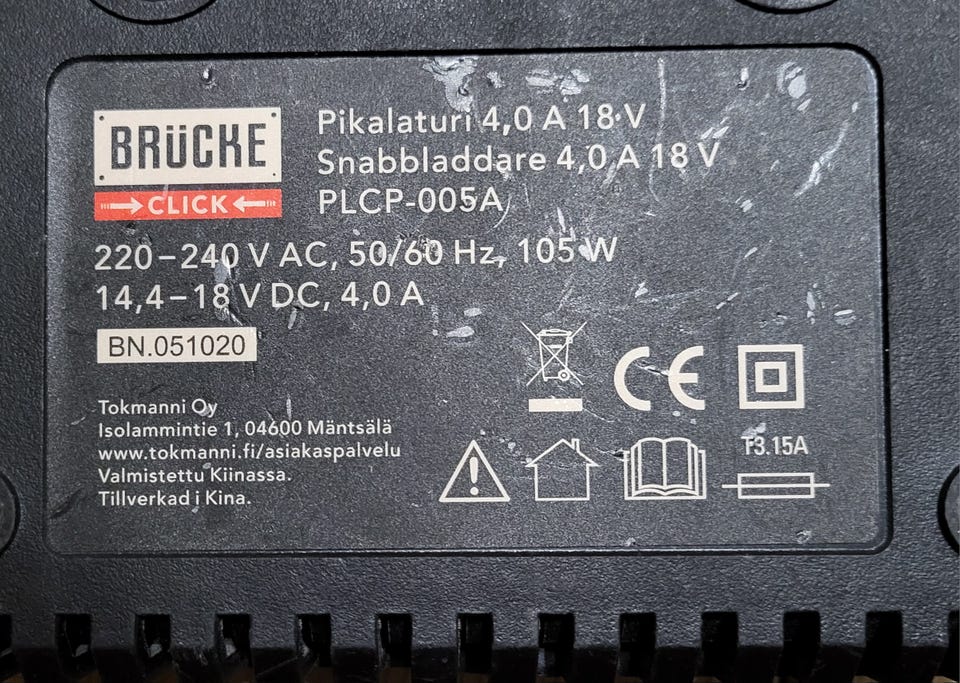 BRÜCKE
CLICK
Pikalaturi 4,0 A 18 V
Snabbladdare 4,0 A 18 V
PLCP-005A
220–240 V AC, 50/60 Hz, 105 W
14,4–18 V DC, 4,0 A
BN.051020
Tokmanni Oy
Isolammintie 1, 04600 Mäntsälä
www.tokmanni.fi/asiakaspalvelu
Valmistettu Kiinassa.
Tillverkad i Kina.
CE
T3.15A